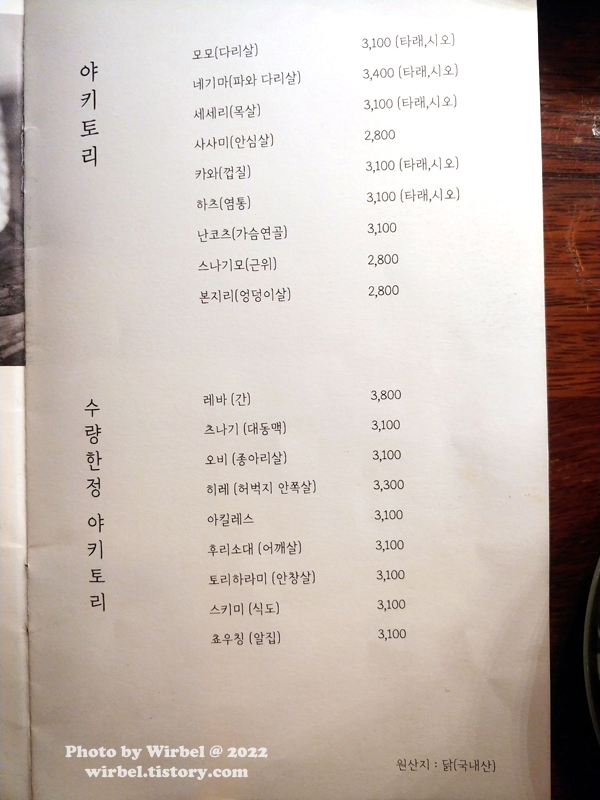 야키토리
모모(다리살) 3,100 (타래,시오)
네기마(파와 다리살) 3,400 (타래,시오)
세세리(목살) 3,100 (타래,시오)
사사미(안심살) 2,800
카와(껍질) 3,100 (타래,시오)
하츠(염통) 3,100 (타래,시오)
난코츠(가슴연골) 3,100
스나기모(근위) 2,800
본지리(엉덩이살) 2,800
수량한정 야키토리
레바 (간) 3,800
츠나기 (대동맥) 3,100
오비 (종아리살) 3,100
히레 (허벅지 안쪽살) 3,300
아킬레스 3,100
후리소대 (어깨살) 3,100
토리하라미 (안창살) 3,100
스키미 (식도) 3,100
쵸우칭 (알집) 3,100
원산지 : 닭(국내산)
Photo by Wirbel @ 2022
wirbel.tistory.com